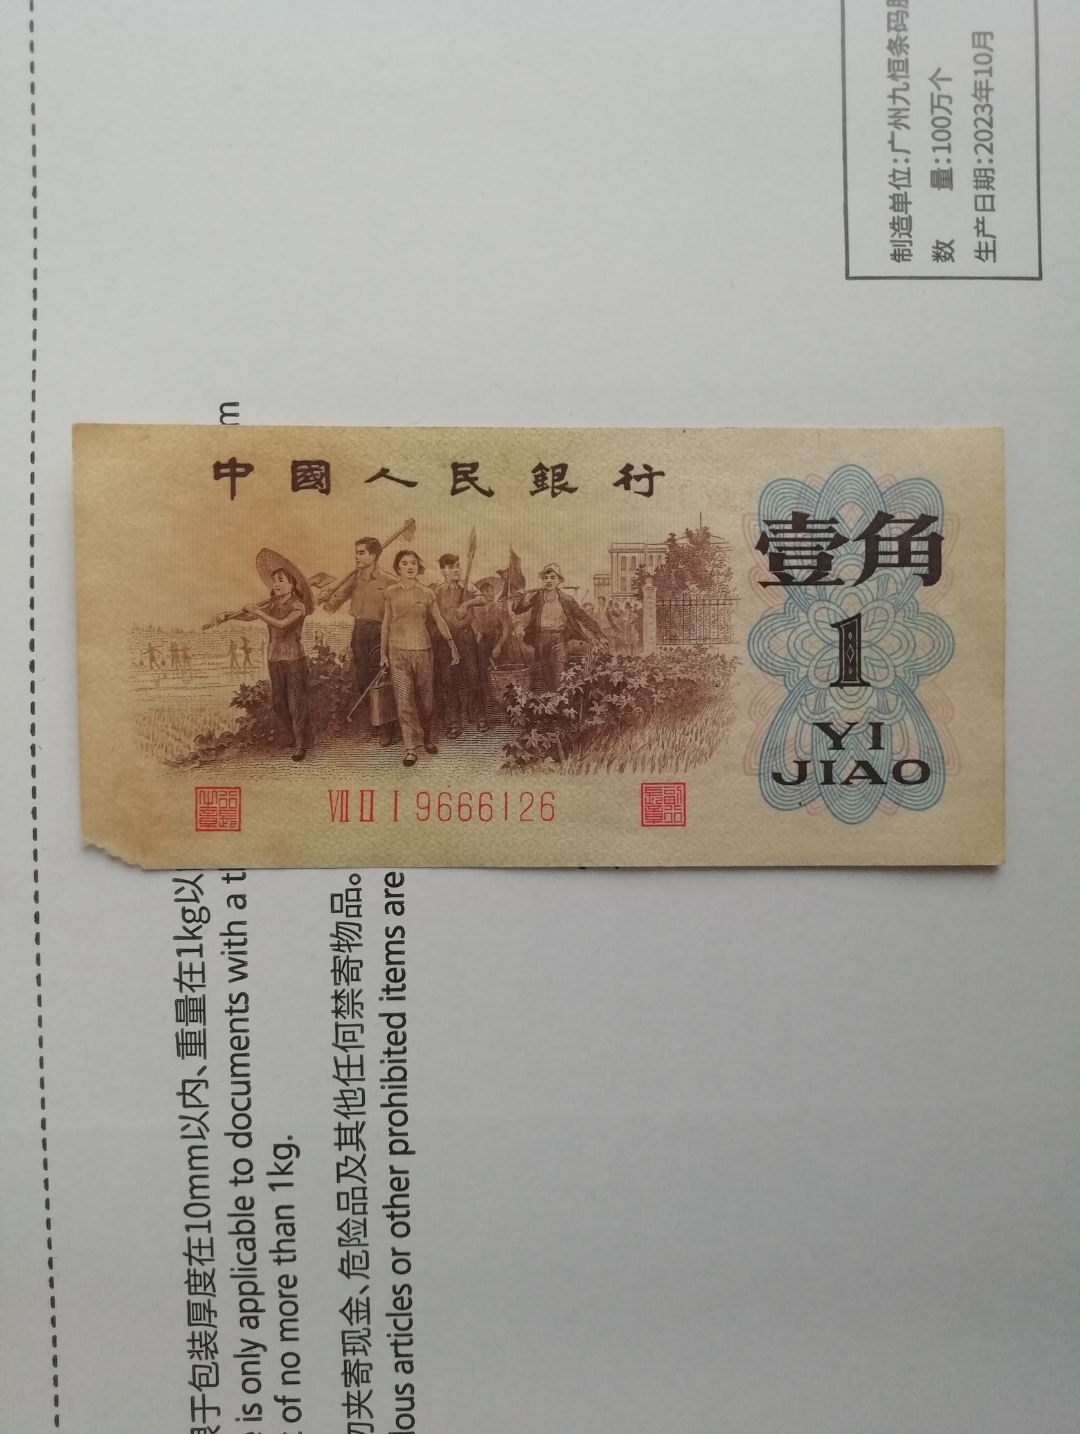 制造单位:广州九恒条码
数 量:100万个
生产日期:2023年10月
中國人民銀行
壹角
1
YI
JIAO
VII II I 9666126
于包装厚度在10mm以内、重量在1kg以
is only applicable to documents with a
of no more than 1kg.
夹寄现金、危险品及其他任何禁寄物品。
articles or other prohibited items are